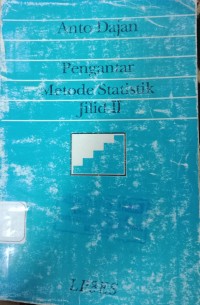 Anto Dajan
Pengantar
Metode Statistik
jilid II
LP3ES